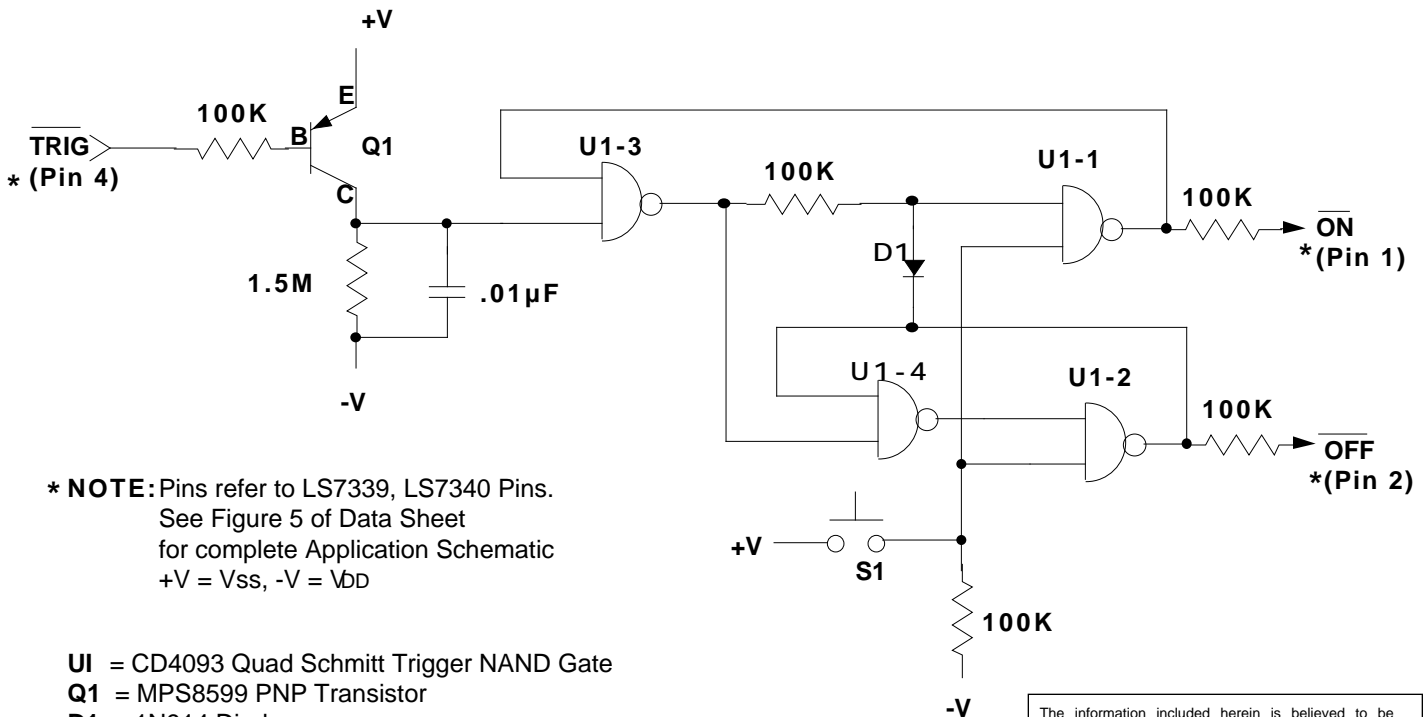 +V
E
100K
B
Q1
TRIG
* (Pin 4)
C
1.5M
.01µF
-V
U1-3
100K
U1-1
100K
ON
*(Pin 1)
D1
U1-4
U1-2
100K
OFF
*(Pin 2)
+V
S1
100K
-V
* NOTE: Pins refer to LS7339, LS7340 Pins.
See Figure 5 of Data Sheet
for complete Application Schematic
+V = Vss, -V = VDD
UI = CD4093 Quad Schmitt Trigger NAND Gate
Q1 = MPS8599 PNP Transistor
The information included herein is believed to be